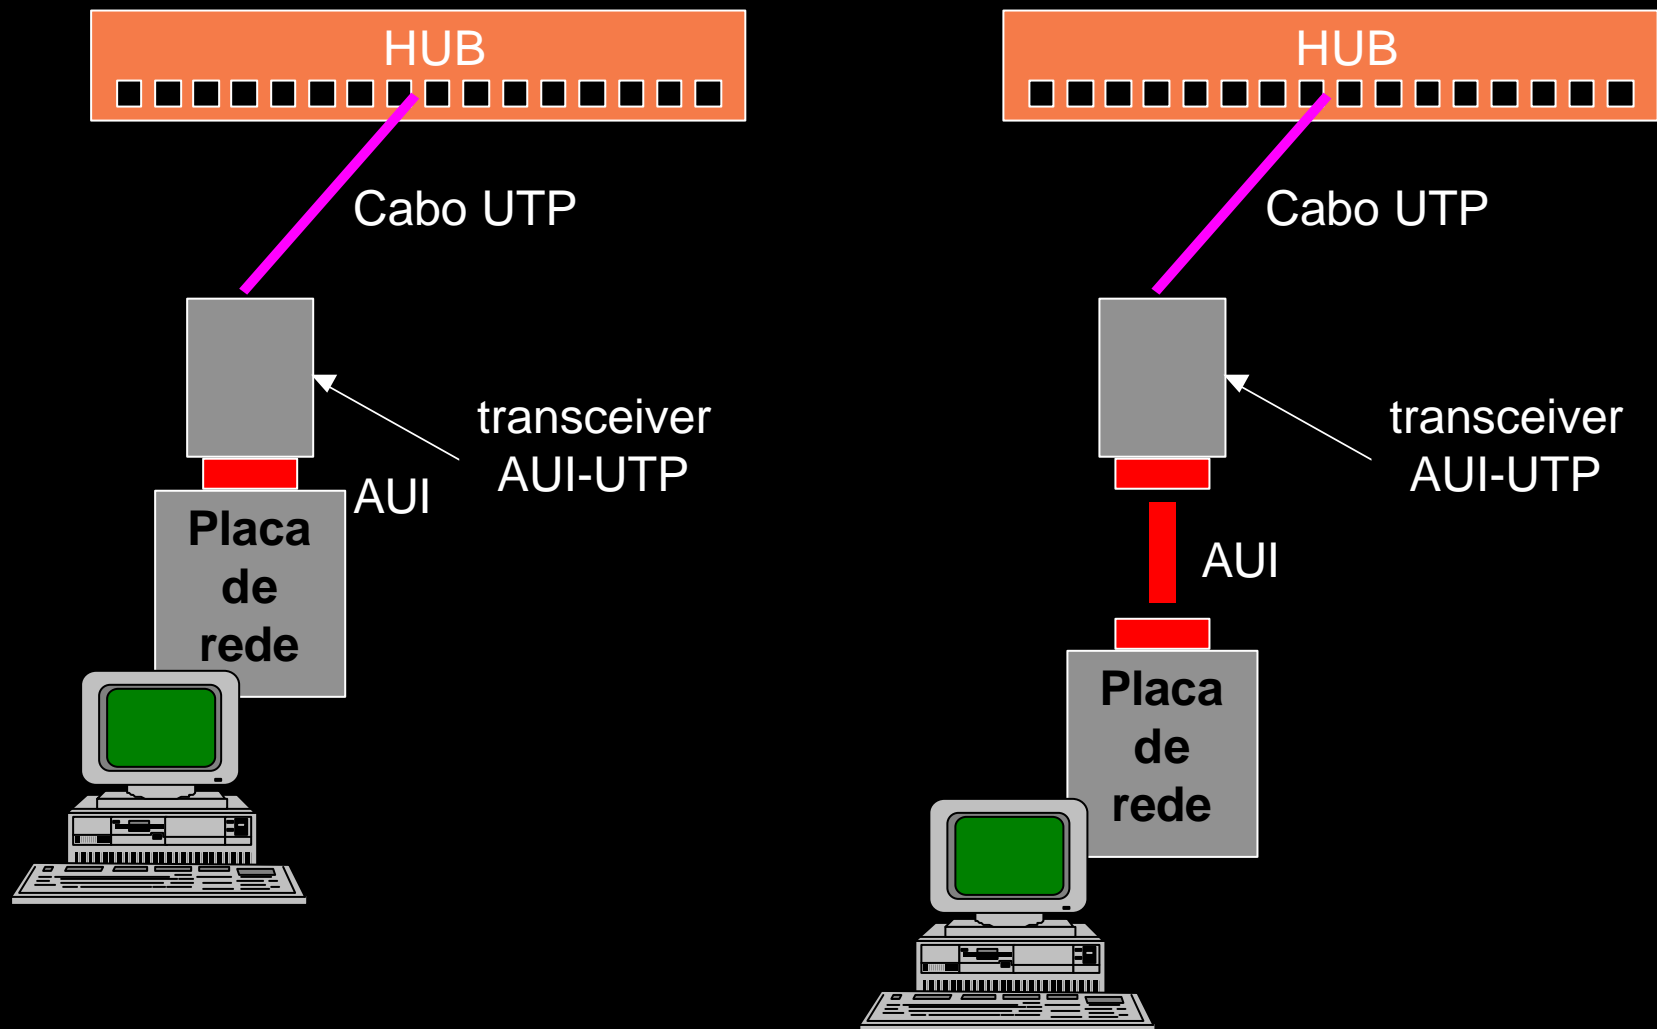 HUB
Cabo UTP
transceiver
AUI-UTP
AUI
Placa
de
rede
HUB
Cabo UTP
transceiver
AUI-UTP
AUI
Placa
de
rede